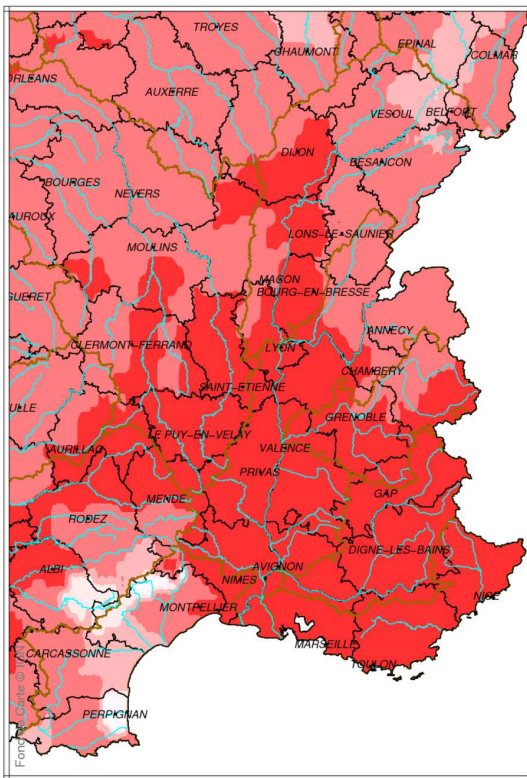 TROYES
CHAUMONT
EPINAL
COLMAR
ORLEANS
AUXERRE
VESOUL
BELFORT
DIJON
BESANCON
BOURGES
NEVERS
AUROUX
LONS-LE-SAUNIER
MOULINS
MACON
BOURG-EN-BRESSE
GUERET
ANNECY
CLERMONT-FERRAND
LYON
CHAMBERY
SAINT-ETIENNE
GRENOBLE
ULLE
LE PUY-EN-VELAY
AURILLAC
VALENCE
PRIVAS
GAP
MENDE
RODEZ
DIGNE-LES-BAINS
ALBI
AVIGNON
NIMES
NICE
MONTPELLIER
MARSEILLE
CARCASSONNE
TOULON
PERPIGNAN
Fond de Carte © IGN